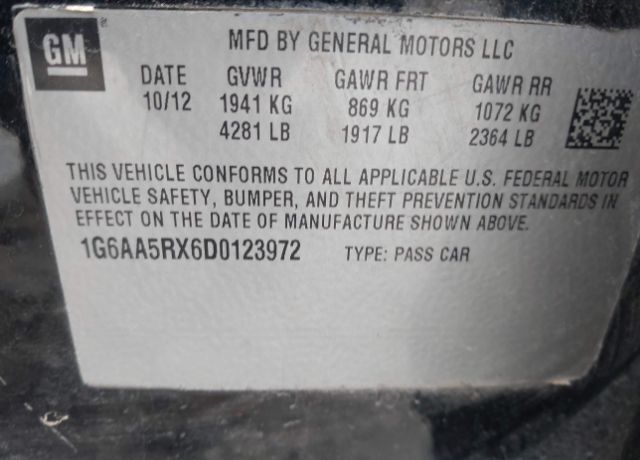 GM
MFD BY GENERAL MOTORS LLC
DATE GVWR GAWR FRT GAWR RR
10/12 1941 KG 869 KG 1072 KG
4281 LB 1917 LB 2364 LB
THIS VEHICLE CONFORMS TO ALL APPLICABLE U.S. FEDERAL MOTOR
VEHICLE SAFETY, BUMPER, AND THEFT PREVENTION STANDARDS IN
EFFECT ON THE DATE OF MANUFACTURE SHOWN ABOVE.
1G6AA5RX6D0123972 TYPE: PASS CAR